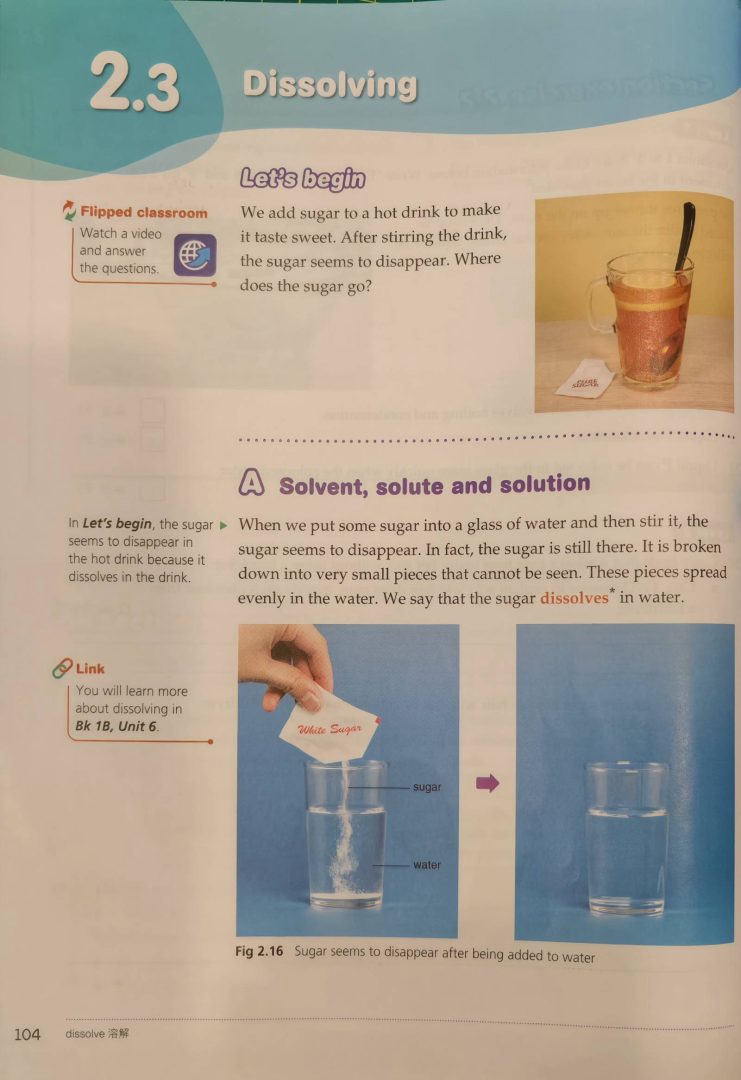 2.3
Dissolving
Let's begin
Flipped classroom
Watch a video
and answer
the questions.
We add sugar to a hot drink to make
it taste sweet. After stirring the drink,
the sugar seems to disappear. Where
does the sugar go?
PURE
SUGAR
A Solvent, solute and solution
In Let's begin, the sugar
seems to disappear in
the hot drink because it
dissolves in the drink.
When we put some sugar into a glass of water and then stir it, the
sugar seems to disappear. In fact, the sugar is still there. It is broken
down into very small pieces that cannot be seen. These pieces spread
evenly in the water. We say that the sugar dissolves* in water.
Link
You will learn more
about dissolving in
Bk 1B, Unit 6.
White Sugar
sugar
water
Fig 2.16 Sugar seems to disappear after being added to water
104 dissolve 溶解